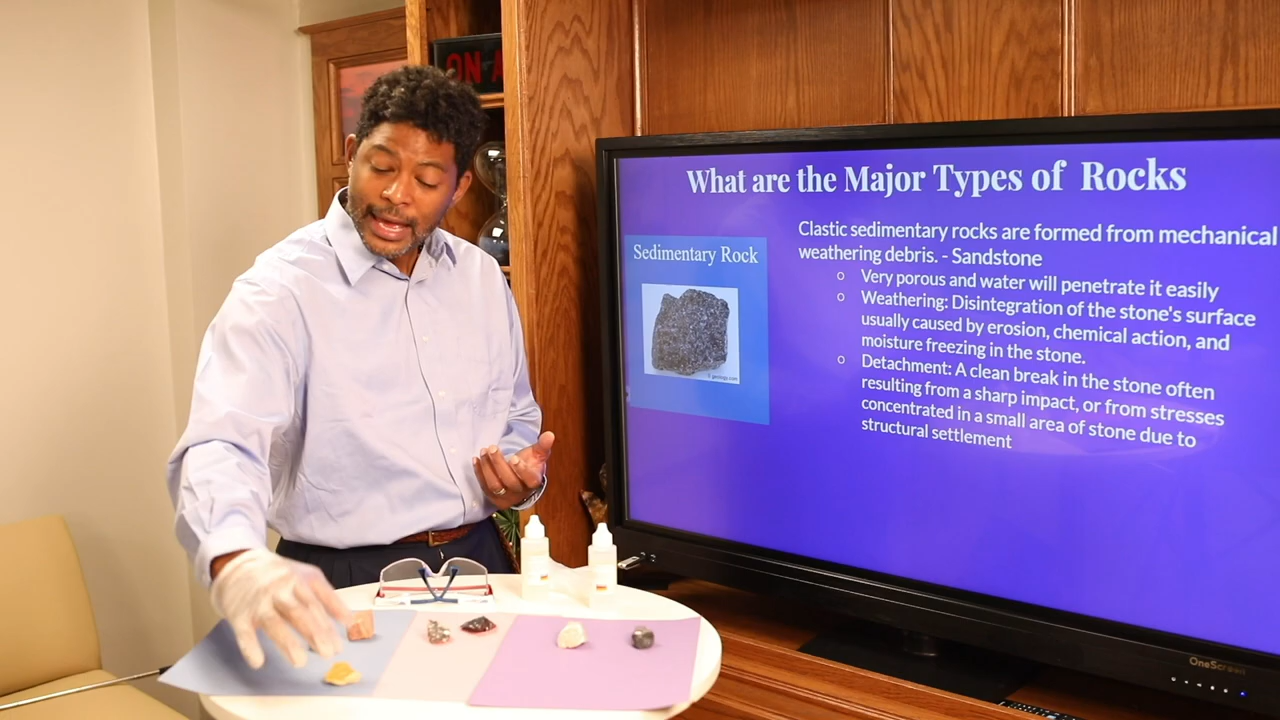 ON A
What are the Major Types of Rocks
Sedimentary Rock
© geology.com
Clastic sedimentary rocks are formed from mechanical
weathering debris. - Sandstone
o Very porous and water will penetrate it easily
o Weathering: Disintegration of the stone's surface
usually caused by erosion, chemical action, and
moisture freezing in the stone.
o Detachment: A clean break in the stone often
resulting from a sharp impact, or from stresses
concentrated in a small area of stone due to
structural settlement
OneScreen